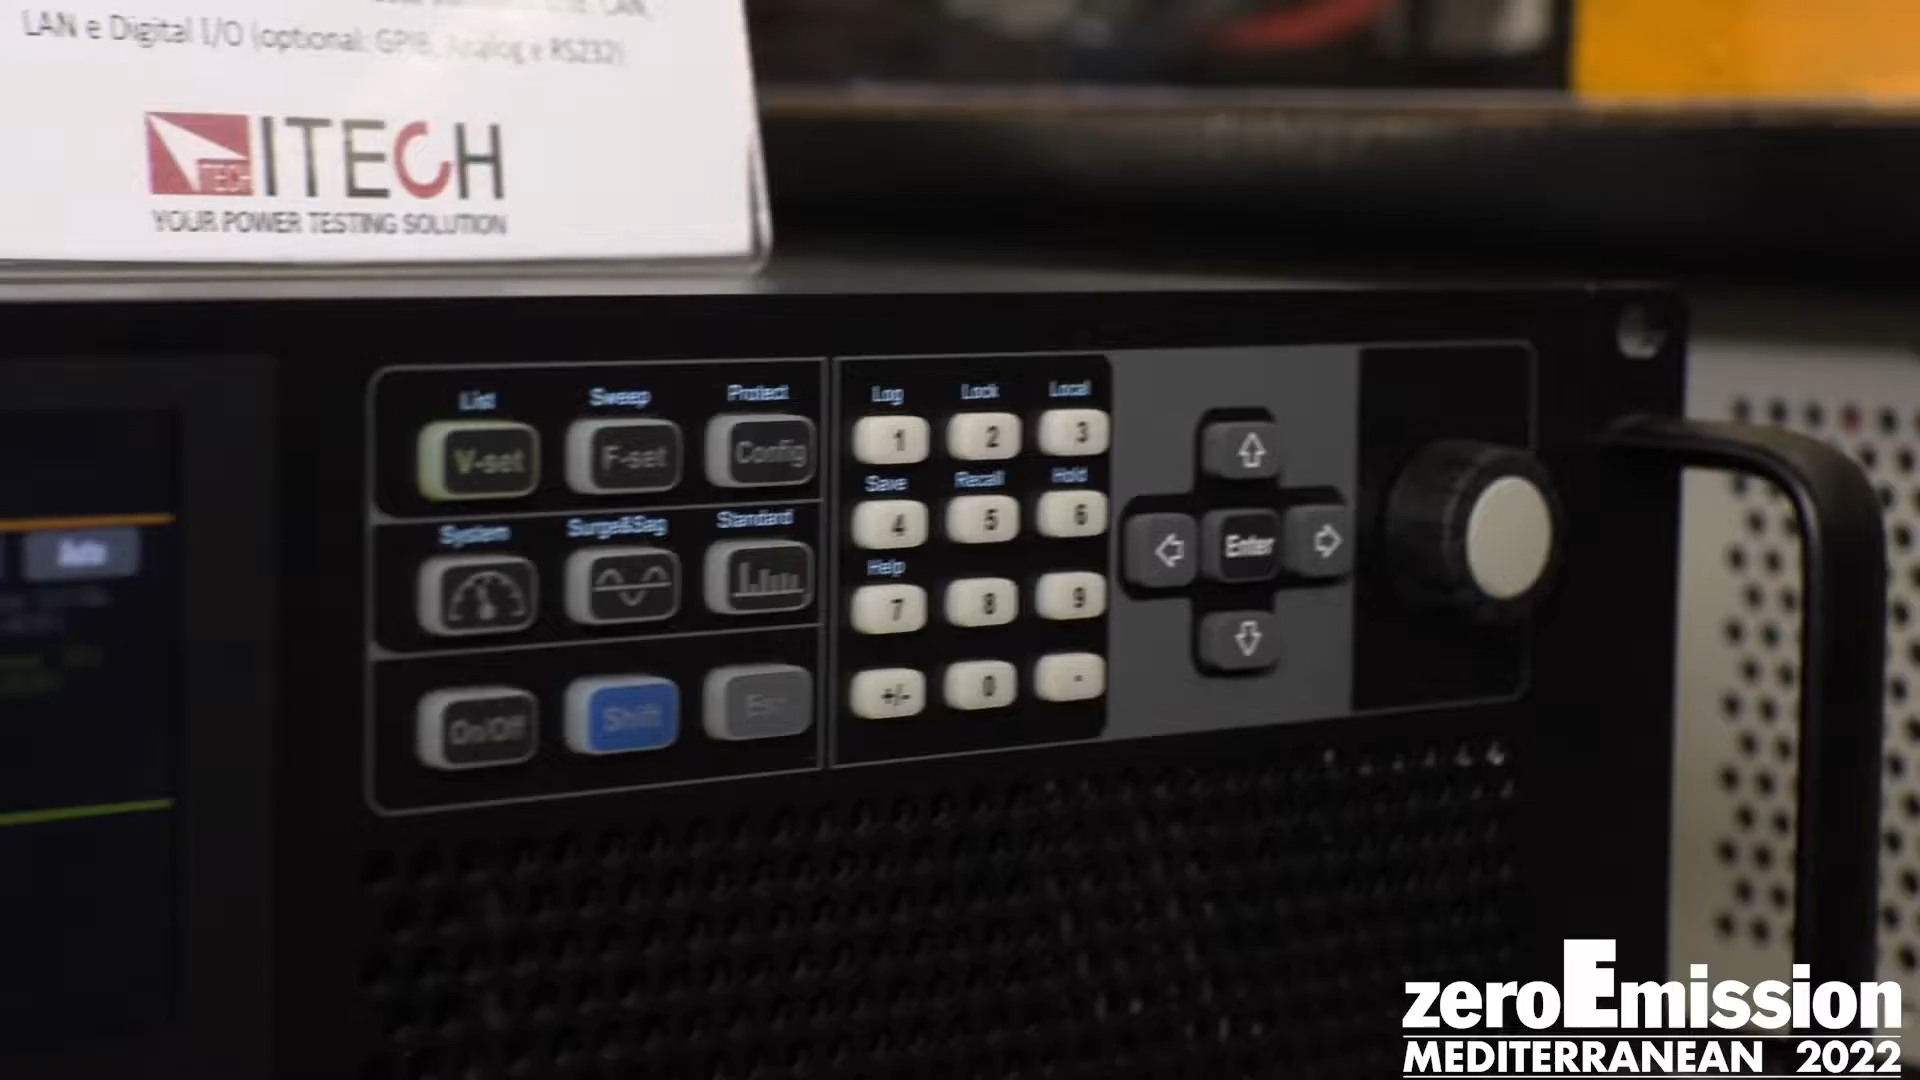 LAN e Digital I/O (optional: GPIB, Analog e RS232)
ITECH
ITECH
YOUR POWER TESTING SOLUTION
List
Sweep
Protect
V-set
F-set
Config
System
Surge&Sag
Standard
On/Off
Shift
Esc
Log
Lock
Local
1
2
3
Save
Recall
Hold
4
5
6
Help
7
8
9
+/-
0
.
Enter
Auto
zeroEmission
MEDITERRANEAN 2022